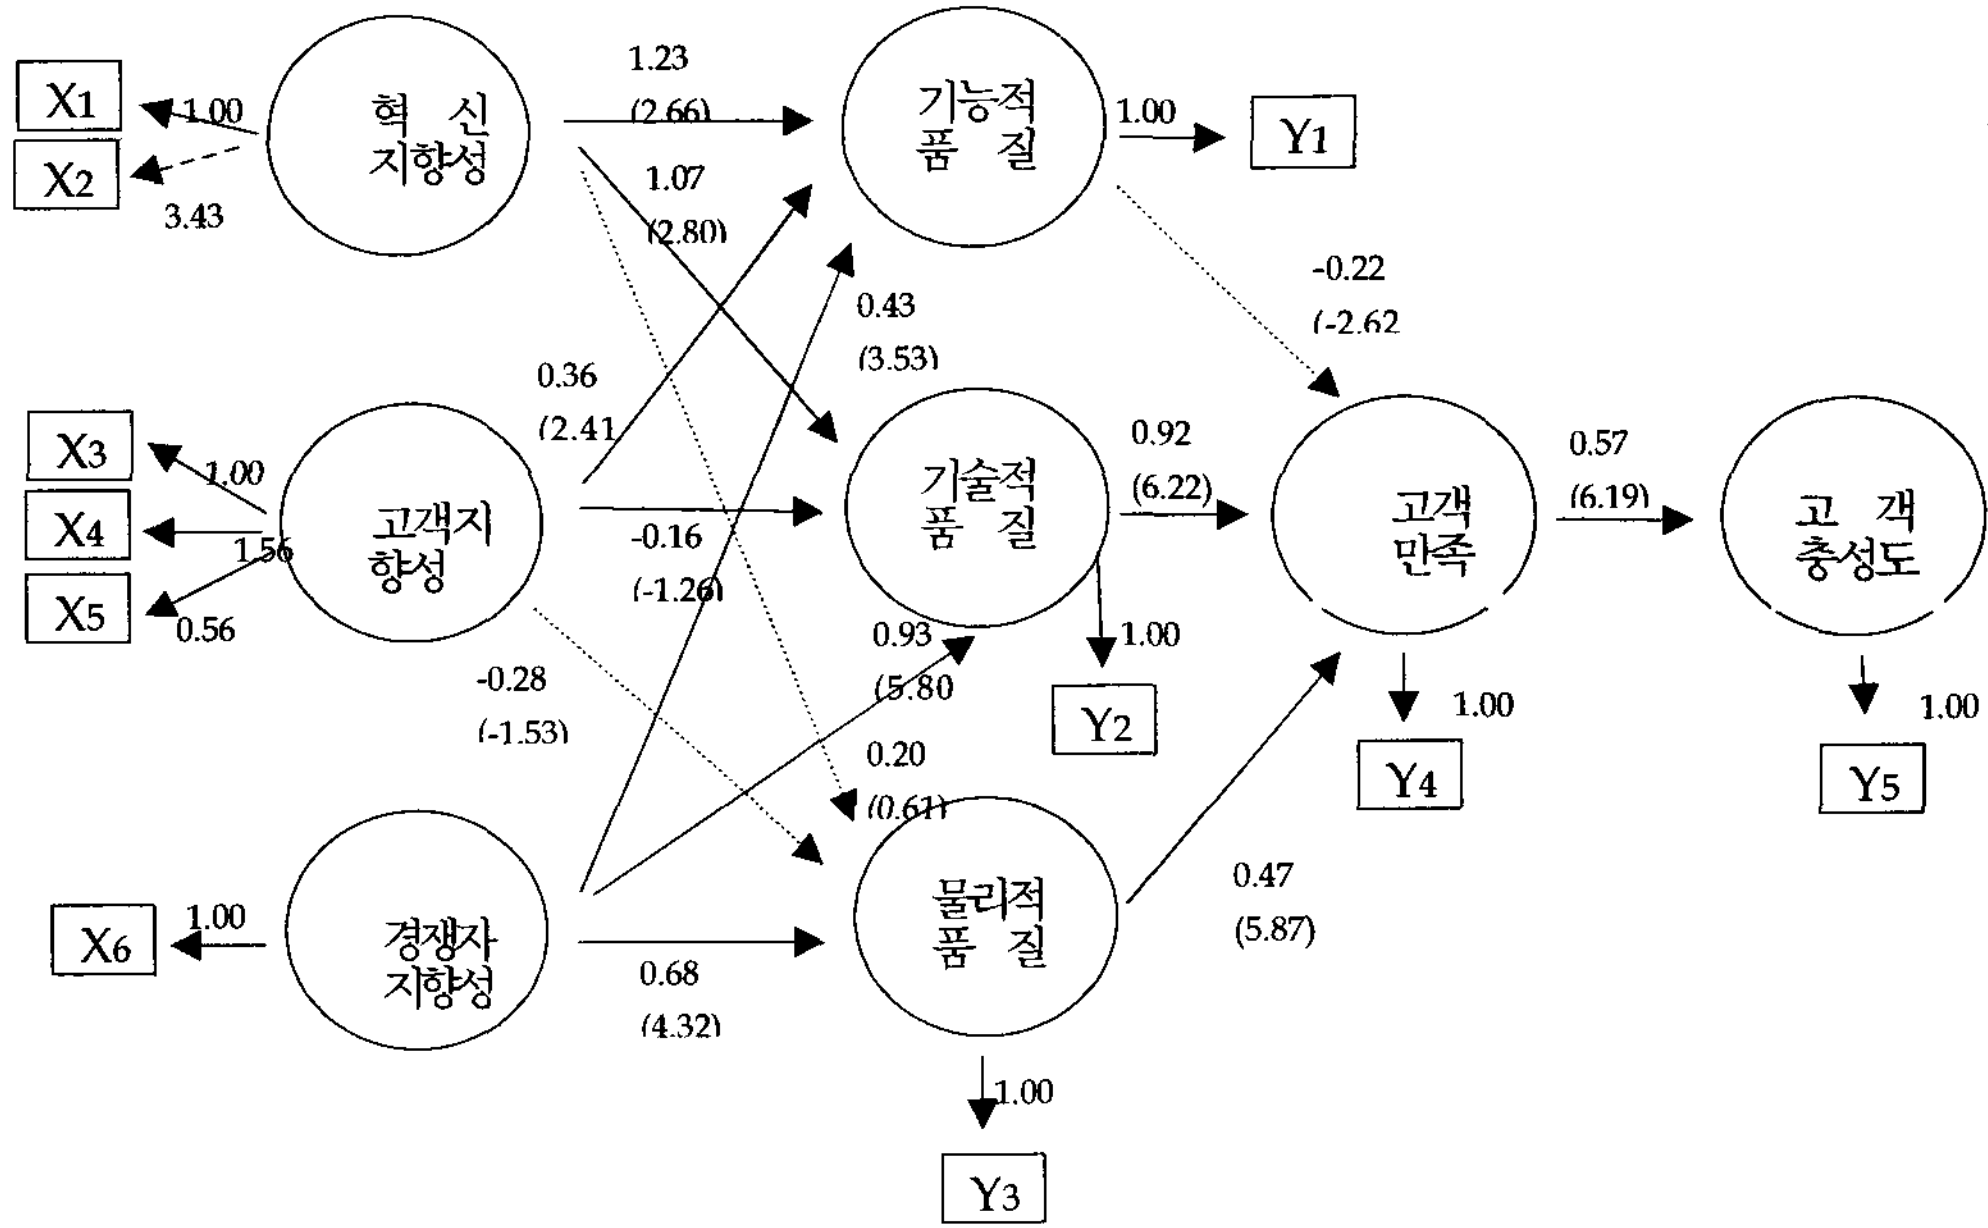 X1
1.00
X2
3.43
혁 신
지향성
1.23
(2.66)
1.07
(2.80)
기능적
품 질
1.00
Y1
-0.22
(-2.62
0.43
(3.53)
0.36
(2.41
X3
1.00
X4
1.56
X5
0.56
고객지
향성
-0.16
(-1.26)
기술적
품 질
0.92
(6.22)
고객
만족
0.57
(6.19)
고 객
충성도
0.93
(5.80
1.00
Y2
-0.28
(-1.53)
0.20
(0.61)
1.00
Y4
1.00
Y5
X6
1.00
경쟁자
지향성
0.68
(4.32)
물리적
품 질
0.47
(5.87)
1.00
Y3